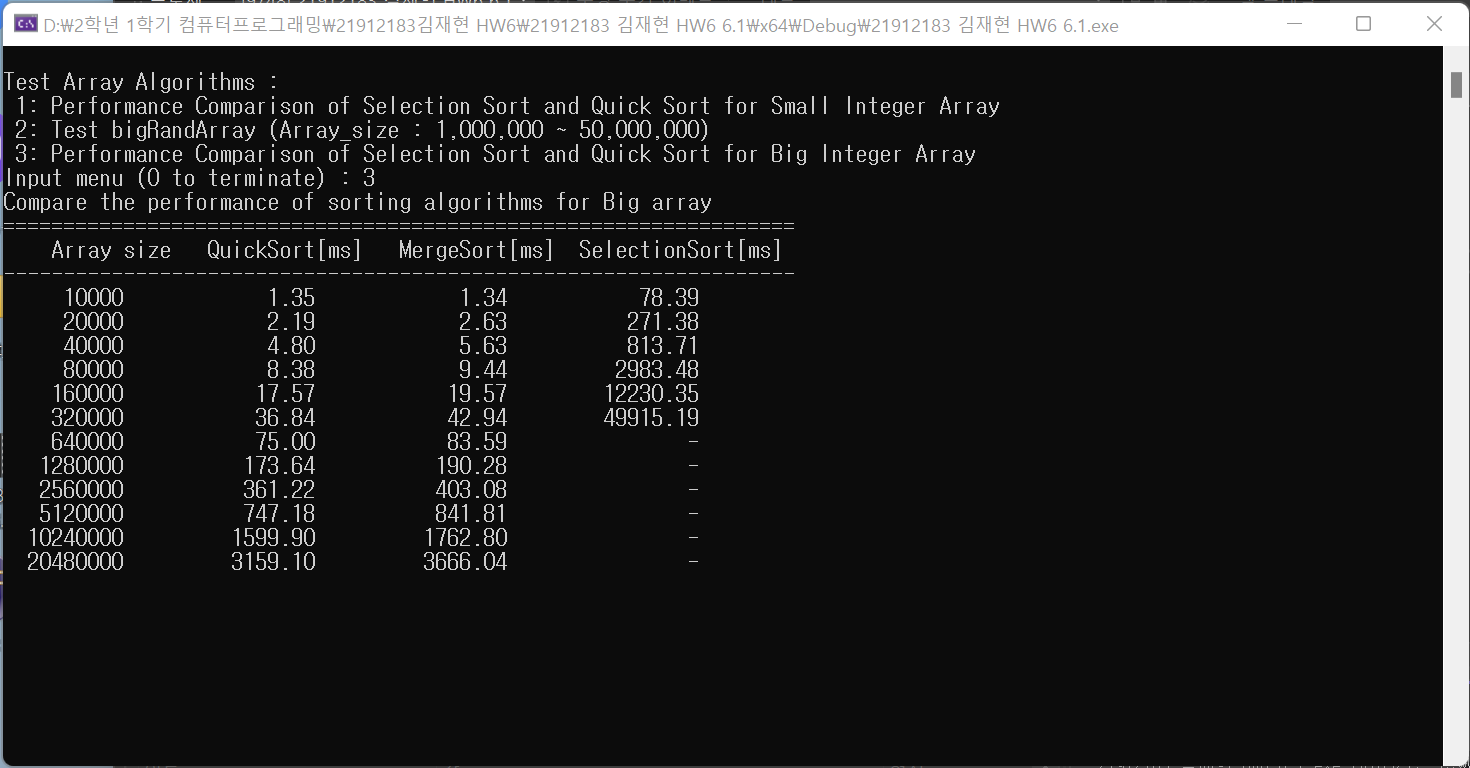 D:₩2학년 1학기 컴퓨터프로그래밍₩21912183김재현 HW6₩21912183 김재현 HW6 6.1₩x64₩Debug₩21912183 김재현 HW6 6.1.exe
Test Array Algorithms :
1: Performance Comparison of Selection Sort and Quick Sort for Small Integer Array
2: Test bigRandArray (Array_size : 1,000,000 ~ 50,000,000)
3: Performance Comparison of Selection Sort and Quick Sort for Big Integer Array
Input menu (0 to terminate) : 3
Compare the performance of sorting algorithms for Big array
==================================================================
Array size QuickSort[ms] MergeSort[ms] SelectionSort[ms]
------------------------------------------------------------------
10000 1.35 1.34 78.39
20000 2.19 2.63 271.38
40000 4.80 5.63 813.71
80000 8.38 9.44 2983.48
160000 17.57 19.57 12230.35
320000 36.84 42.94 49915.19
640000 75.00 83.59 -
1280000 173.64 190.28 -
2560000 361.22 403.08 -
5120000 747.18 841.81 -
10240000 1599.90 1762.80 -
20480000 3159.10 3666.04 -